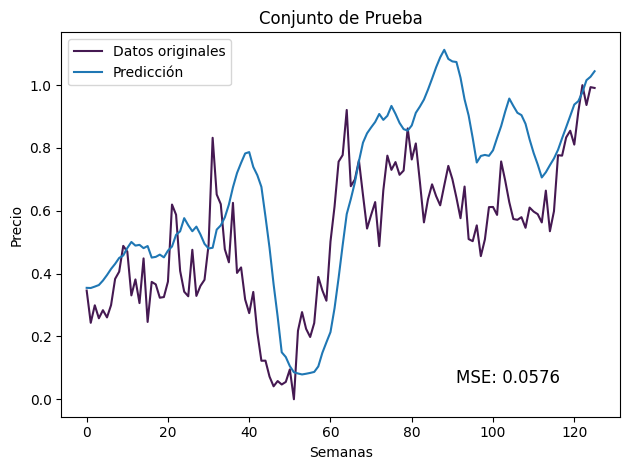 Conjunto de Prueba
Datos originales
Predicción
Precio
1.0
0.8
0.6
0.4
0.2
0.0
MSE: 0.0576
0 20 40 60 80 100 120
Semanas